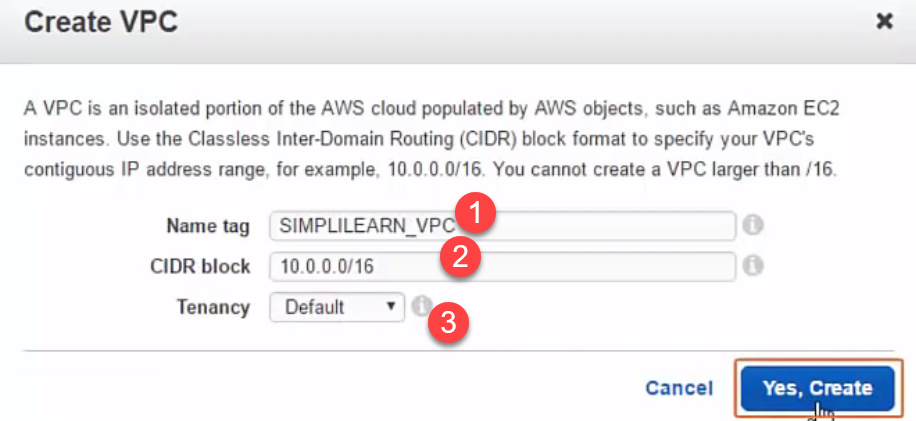 Create VPC
A VPC is an isolated portion of the AWS cloud populated by AWS objects, such as Amazon EC2
instances. Use the Classless Inter-Domain Routing (CIDR) block format to specify your VPC's
contiguous IP address range, for example, 10.0.0.0/16. You cannot create a VPC larger than /16.
Name tag SIMPLILEARN_VPC 1
CIDR block 10.0.0.0/16 2
Tenancy Default 3
Cancel Yes, Create